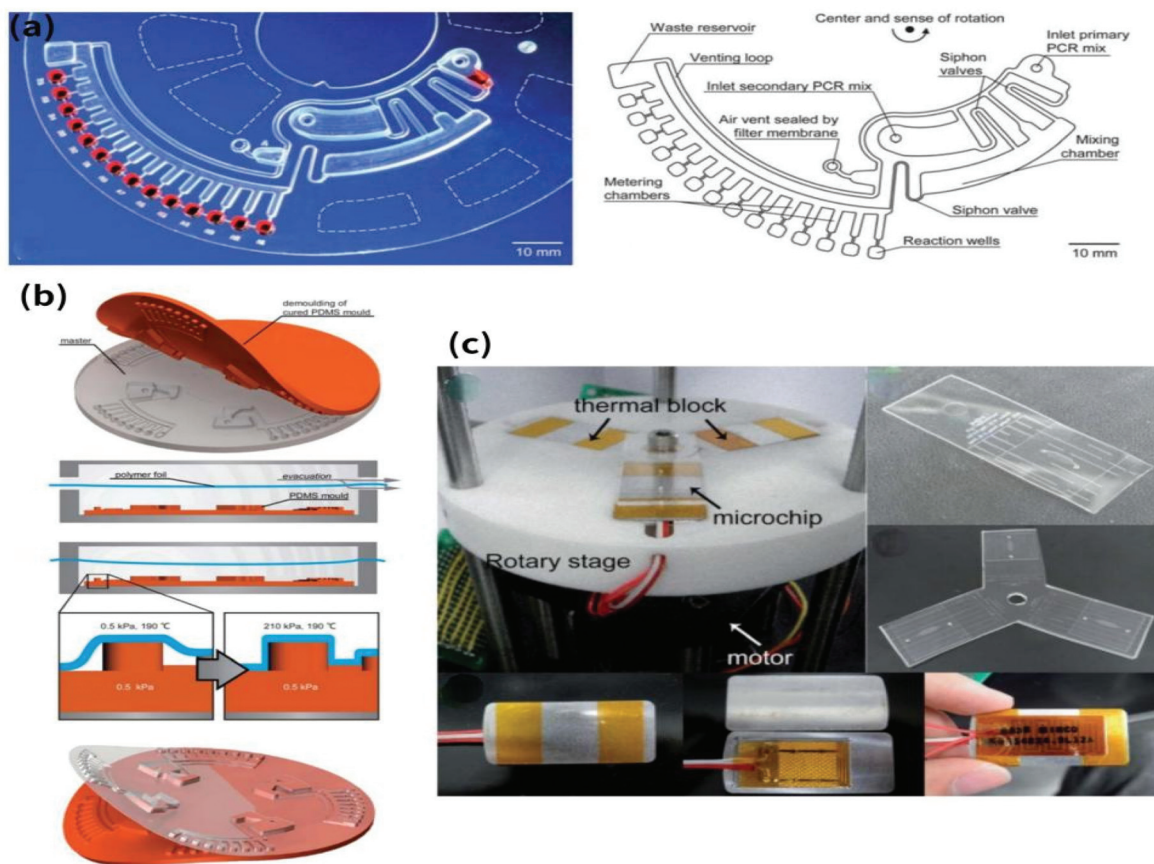 (a)
10 mm
Center and sense of rotation
Waste reservoir
Venting loop
Inlet primary
PCR mix
Siphon
valves
Inlet secondary PCR mix
Air vent sealed by
filter membrane
Mixing
chamber
Metering
chambers
Siphon valve
Reaction wells
10 mm
(b)
demoulding of
cured PDMS mould
master
polymer foil
evacuation
PDMS mould
0.5 kPa, 190 ℃
210 kPa, 190 ℃
0.5 kPa
0.5 kPa
(c)
thermal block
microchip
Rotary stage
motor